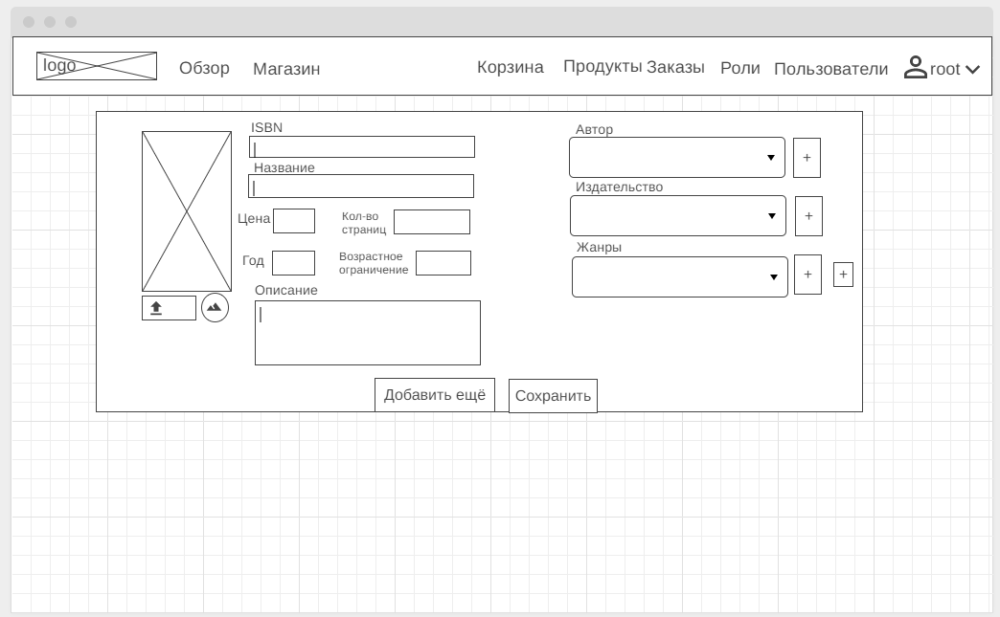 logo
Обзор
Магазин
Корзина
Продукты
Заказы
Роли
Пользователи
root
ISBN
Название
Цена
Кол-во
страниц
Год
Возрастное
ограничение
Описание
Автор
+
Издательство
+
Жанры
+
+
Добавить ещё
Сохранить